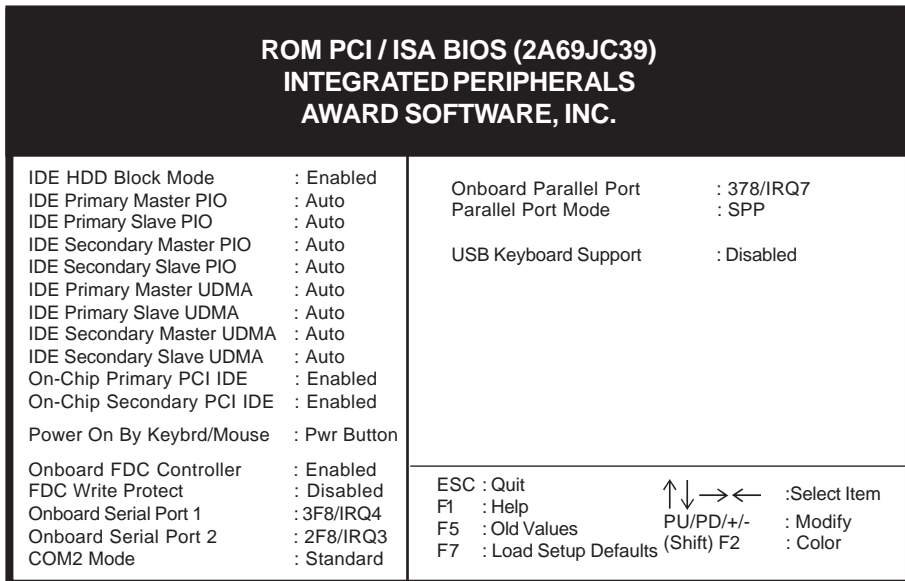 ROM PCI / ISA BIOS (2A69JC39)
INTEGRATED PERIPHERALS
AWARD SOFTWARE, INC.
IDE HDD Block Mode : Enabled
IDE Primary Master PIO : Auto
IDE Primary Slave PIO : Auto
IDE Secondary Master PIO : Auto
IDE Secondary Slave PIO : Auto
IDE Primary Master UDMA : Auto
IDE Primary Slave UDMA : Auto
IDE Secondary Master UDMA : Auto
IDE Secondary Slave UDMA : Auto
On-Chip Primary PCI IDE : Enabled
On-Chip Secondary PCI IDE : Enabled
Power On By Keybrd/Mouse : Pwr Button
Onboard FDC Controller : Enabled
FDC Write Protect : Disabled
Onboard Serial Port 1 : 3F8/IRQ4
Onboard Serial Port 2 : 2F8/IRQ3
COM2 Mode : Standard
Onboard Parallel Port : 378/IRQ7
Parallel Port Mode : SPP
USB Keyboard Support : Disabled
ESC : Quit ↑↓→← :Select Item
F1 : Help PU/PD/+/- : Modify
F5 : Old Values (Shift) F2 : Color
F7 : Load Setup Defaults